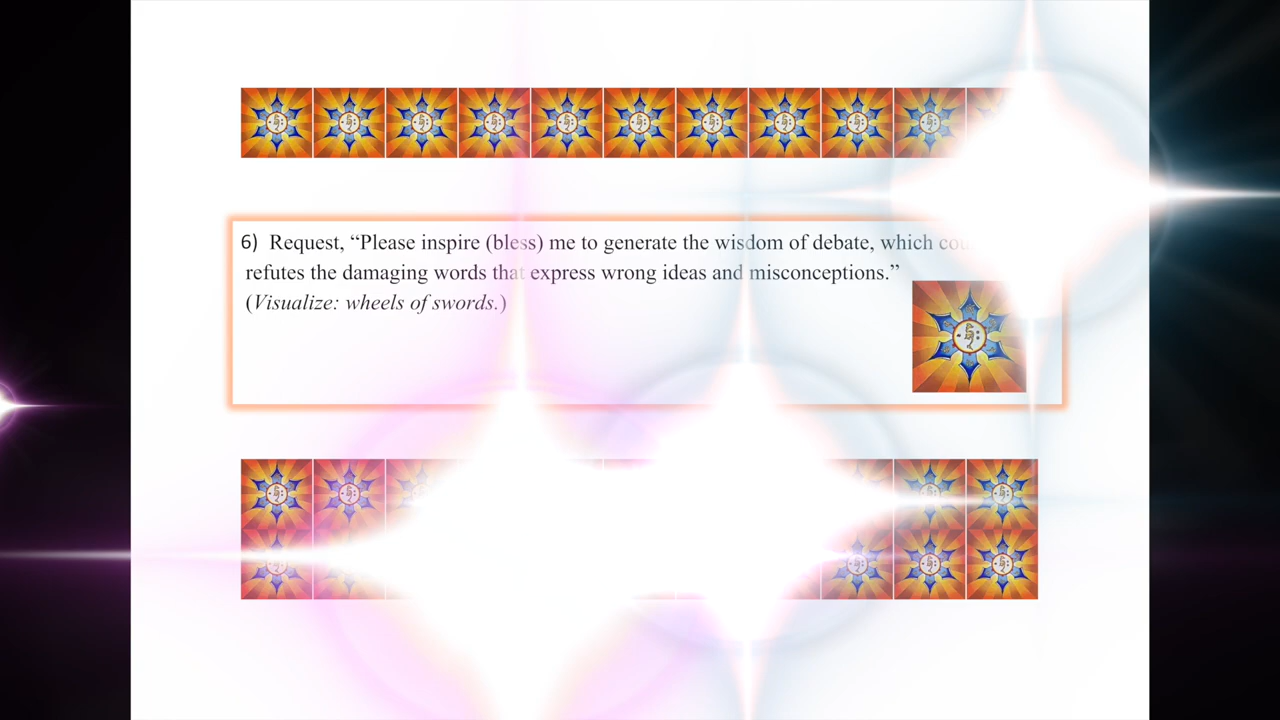 6) Request, “Please inspire (bless) me to generate the wisdom of debate, which
refutes the damaging words that express wrong ideas and misconceptions.”
(Visualize: wheels of swords.)